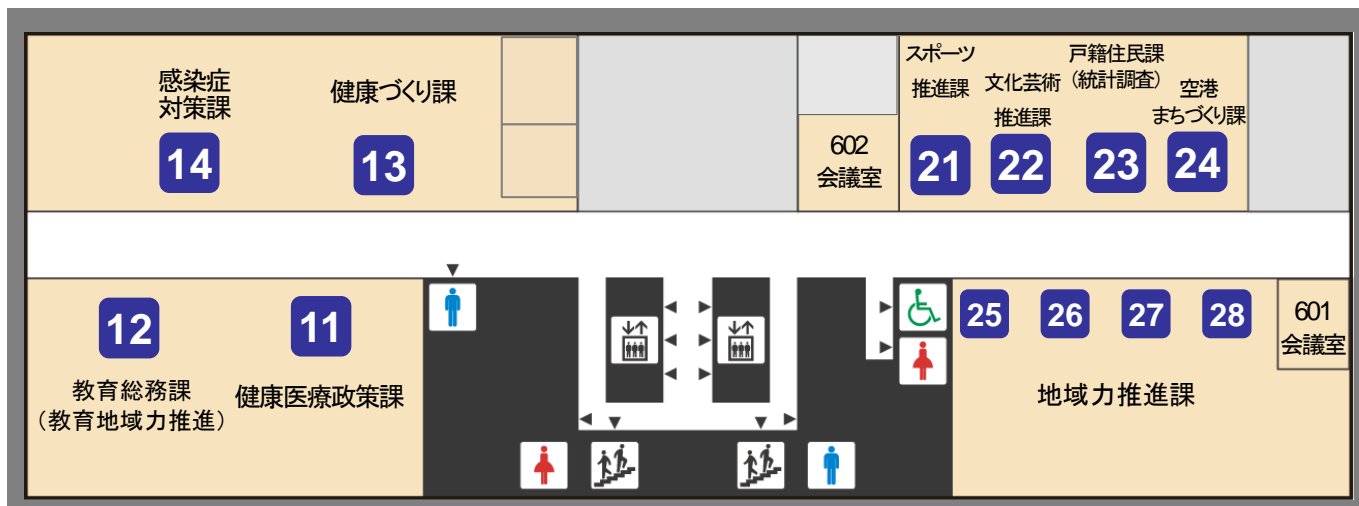 感染症
対策課
14
健康づくり課
13
602
会議室
スポーツ
推進課
21
文化芸術
推進課
22
戸籍住民課
（統計調査）
23
空港
まちづくり課
24
12
教育総務課
（教育地域力推進）
11
健康医療政策課
25
26
27
28
地域力推進課
601
会議室